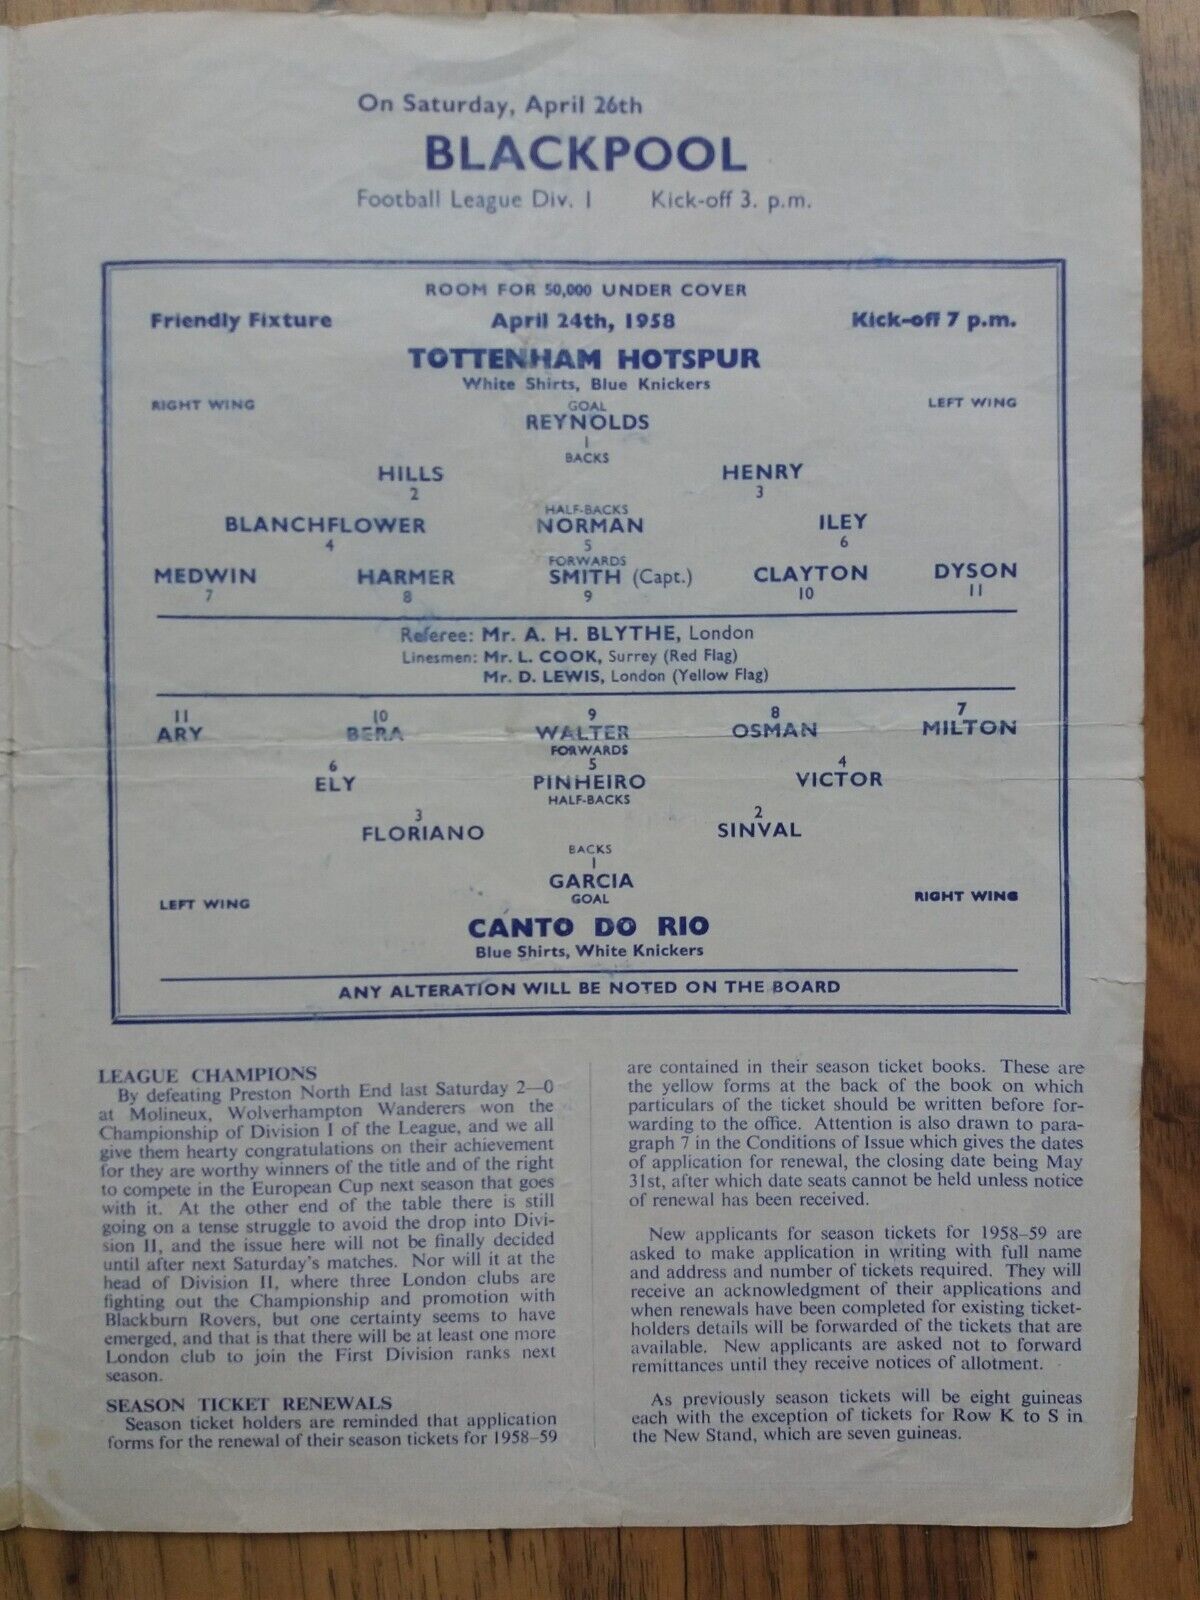 On Saturday, April 26th
BLACKPOOL
Football League Div. I Kick-off 3. p.m.
ROOM FOR 50,000 UNDER COVER
Friendly Fixture April 24th, 1958 Kick-off 7 p.m.
TOTTENHAM HOTSPUR
White Shirts, Blue Knickers
RIGHT WING GOAL LEFT WING
REYNOLDS
1
BACKS
HILLS HENRY
2 3
HALF-BACKS
BLANCHFLOWER NORMAN ILEY
4 5 6
FORWARDS
MEDWIN HARMER SMITH (Capt.) CLAYTON DYSON
7 8 9 10 11
Referee: Mr. A. H. BLYTHE, London
Linesmen: Mr. L. COOK, Surrey (Red Flag)
Mr. D. LEWIS, London (Yellow Flag)
11 10 9 8 7
ARY BERA WALTER OSMAN MILTON
FORWARDS
6 5 4
ELY PINHEIRO VICTOR
HALF-BACKS
3 2
FLORIANO SINVAL
BACKS
1
GARCIA
LEFT WING GOAL RIGHT WING
CANTO DO RIO
Blue Shirts, White Knickers
ANY ALTERATION WILL BE NOTED ON THE BOARD
LEAGUE CHAMPIONS
By defeating Preston North End last Saturday 2—0
at Molineux, Wolverhampton Wanderers won the
Championship of Division I of the League, and we all
give them hearty congratulations on their achievement
for they are worthy winners of the title and of the right
to compete in the European Cup next season that goes
with it. At the other end of the table there is still
going on a tense struggle to avoid the drop into Divi-
sion II, and the issue here will not be finally decided
until after next Saturday's matches. Nor will it at the
head of Division II, where three London clubs are
fighting out the Championship and promotion with
Blackburn Rovers, but one certainty seems to have
emerged, and that is that there will be at least one more
London club to join the First Division ranks next
season.
SEASON TICKET RENEWALS
Season ticket holders are reminded that application
forms for the renewal of their season tickets for 1958-59
are contained in their season ticket books. These are
the yellow forms at the back of the book on which
particulars of the ticket should be written before for-
warding to the office. Attention is also drawn to para-
graph 7 in the Conditions of Issue which gives the dates
of application for renewal, the closing date being May
31st, after which date seats cannot be held unless notice
of renewal has been received.
New applicants for season tickets for 1958-59 are
asked to make application in writing with full name
and address and number of tickets required. They will
receive an acknowledgment of their applications and
when renewals have been completed for existing ticket-
holders details will be forwarded of the tickets that are
available. New applicants are asked not to forward
remittances until they receive notices of allotment.
As previously season tickets will be eight guineas
each with the exception of tickets for Row K to S in
the New Stand, which are seven guineas.